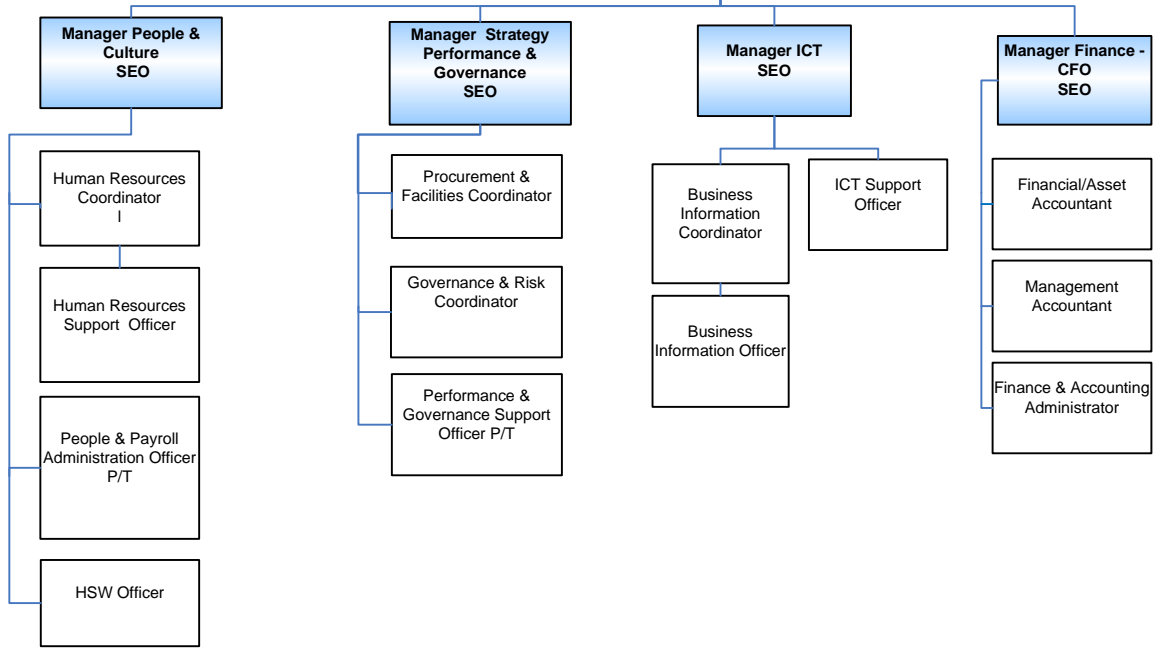 Manager People &
Culture
SEO
Human Resources
Coordinator
I
Human Resources
Support Officer
People & Payroll
Administration Officer
P/T
HSW Officer
Manager Strategy
Performance &
Governance
SEO
Procurement &
Facilities Coordinator
Governance & Risk
Coordinator
Performance &
Governance Support
Officer P/T
Manager ICT
SEO
Business
Information
Coordinator
Business
Information Officer
ICT Support
Officer
Manager Finance -
CFO
SEO
Financial/Asset
Accountant
Management
Accountant
Finance & Accounting
Administrator